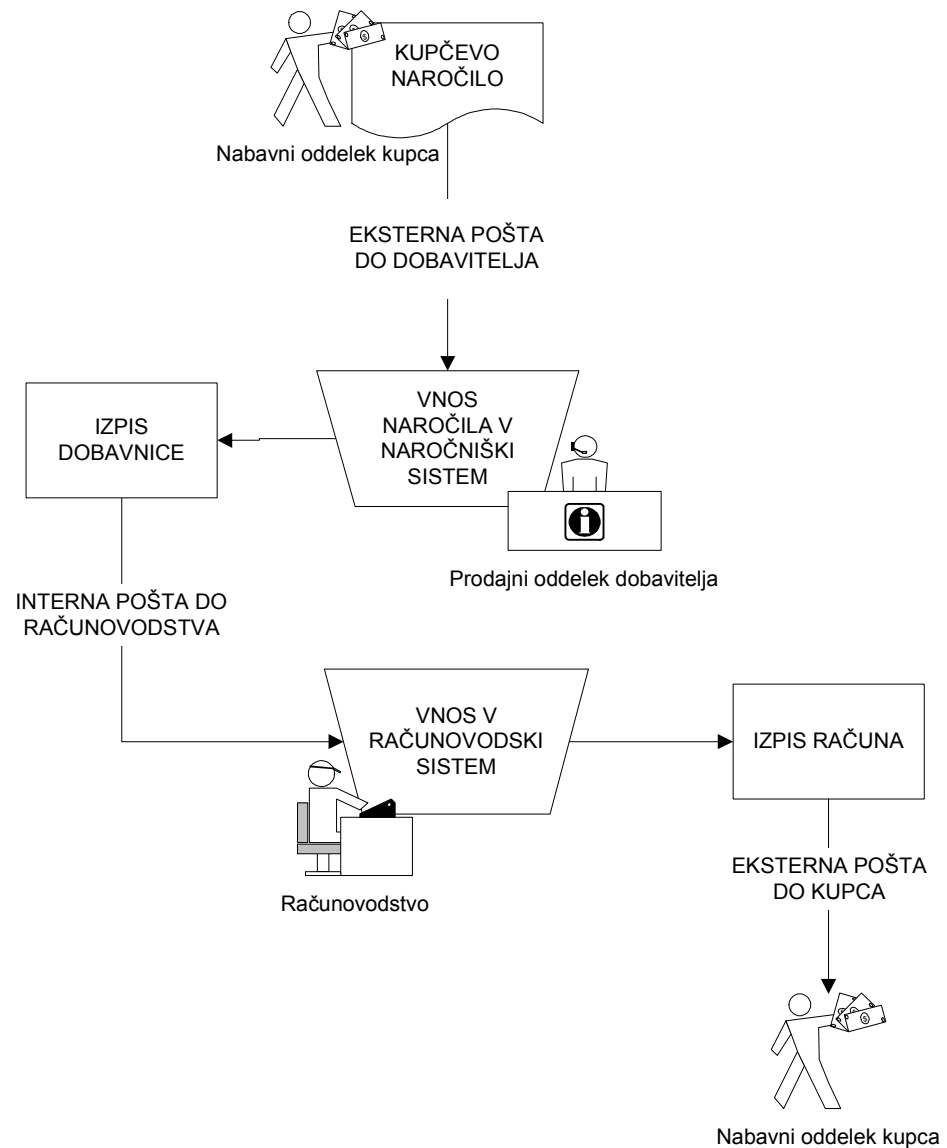 KUPČEVO
NAROČILO
Nabavni oddelek kupca
EKSTERNA POŠTA
DO DOBAVITELJA
VNOS
NAROČILA V
NAROČNIŠKI
SISTEM
IZPIS
DOBAVNICE
Prodajni oddelek dobavitelja
INTERNA POŠTA DO
RAČUNOVODSTVA
VNOS V
RAČUNOVODSKI
SISTEM
IZPIS RAČUNA
Računovodstvo
EKSTERNA POŠTA
DO KUPCA
Nabavni oddelek kupca